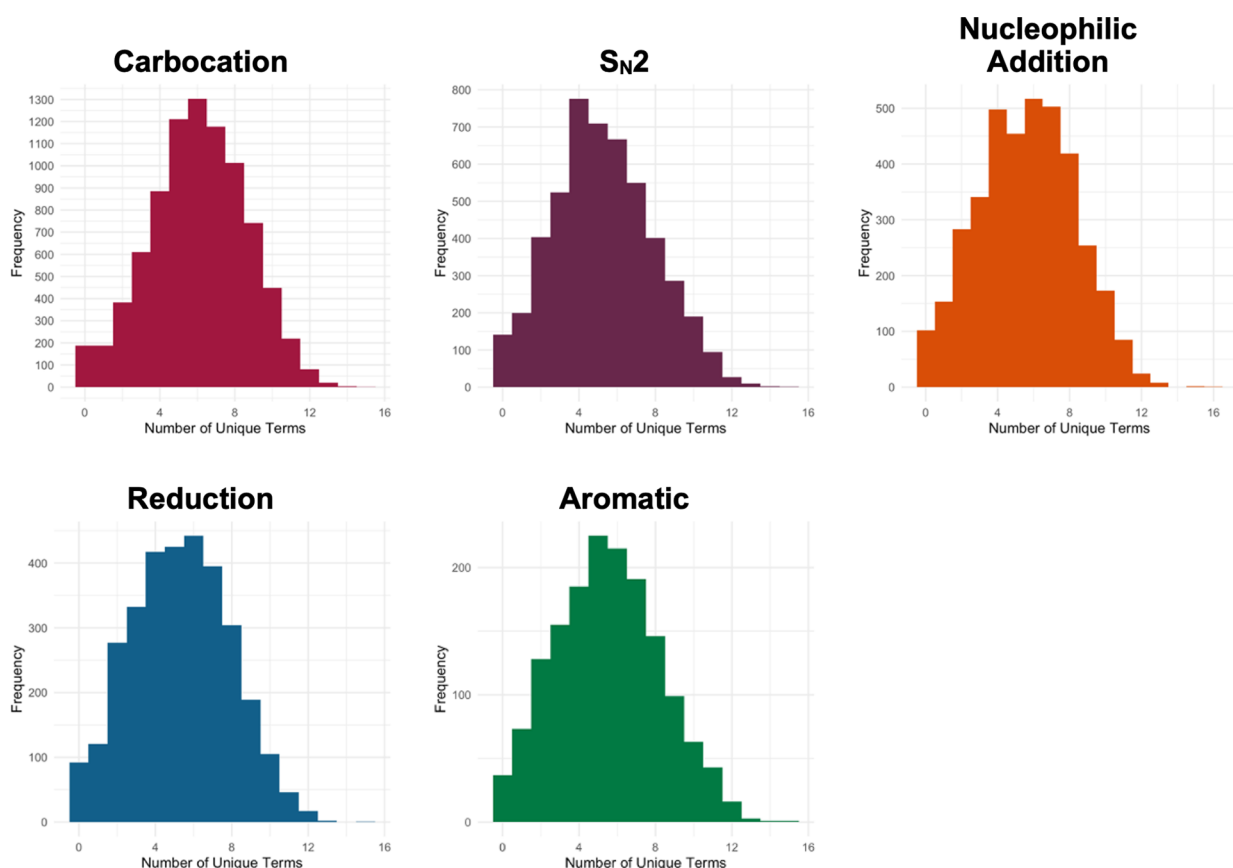 Carbocation
1300
1200
1100
1000
900
800
700
600
500
400
300
200
100
0
Frequency
0 4 8 12 16
Number of Unique Terms
SN2
800
700
600
500
400
300
200
100
0
Frequency
0 4 8 12 16
Number of Unique Terms
Nucleophilic
Addition
500
400
300
200
100
0
Frequency
0 4 8 12 16
Number of Unique Terms
Reduction
400
300
200
100
0
Frequency
0 4 8 12 16
Number of Unique Terms
Aromatic
200
100
0
Frequency
0 4 8 12 16
Number of Unique Terms